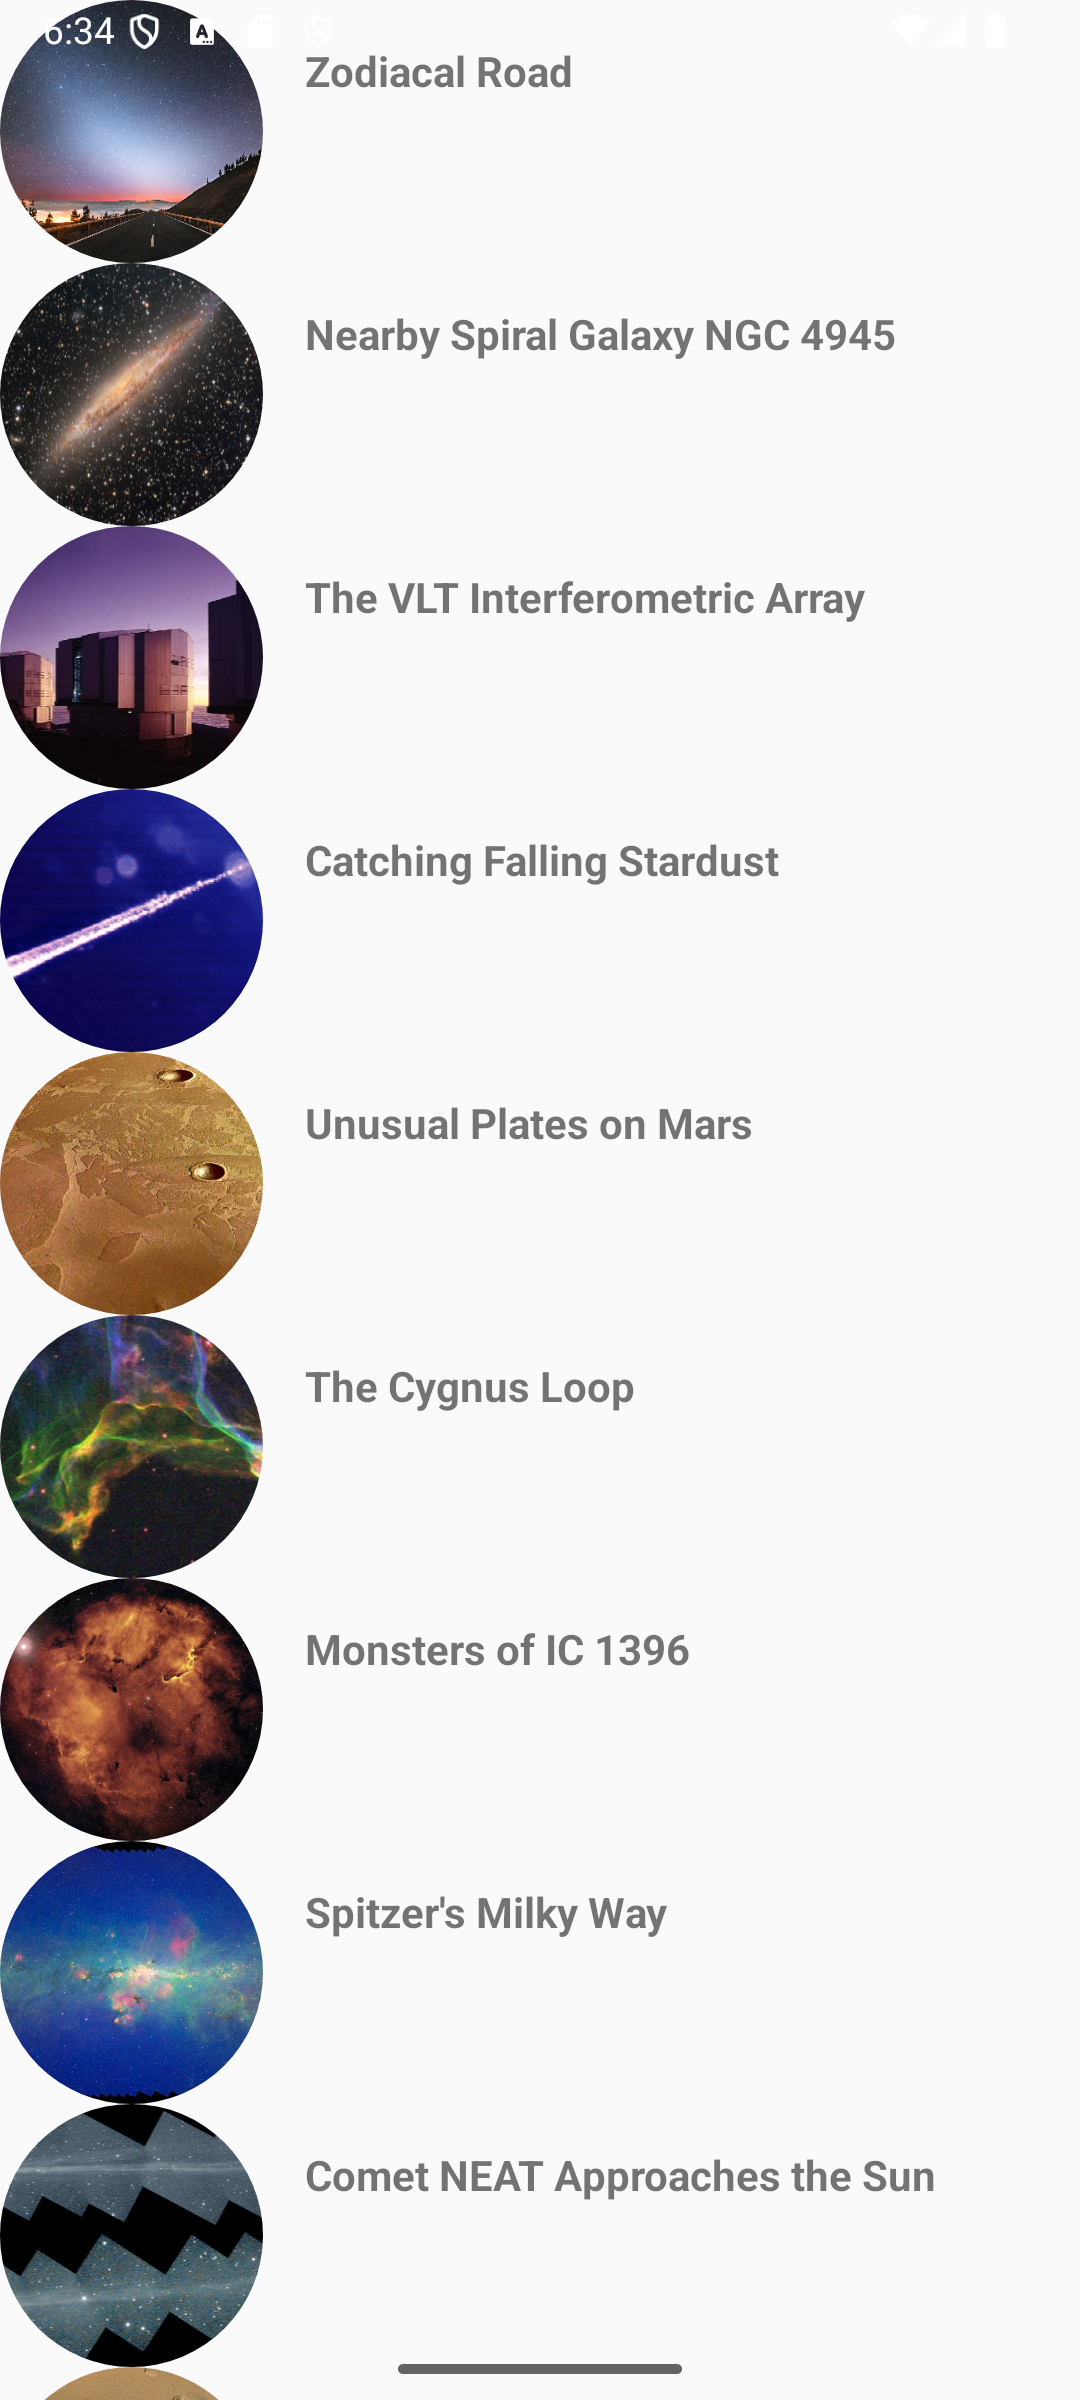 6:34
Zodiacal Road
Nearby Spiral Galaxy NGC 4945
The VLT Interferometric Array
Catching Falling Stardust
Unusual Plates on Mars
The Cygnus Loop
Monsters of IC 1396
Spitzer's Milky Way
Comet NEAT Approaches the Sun